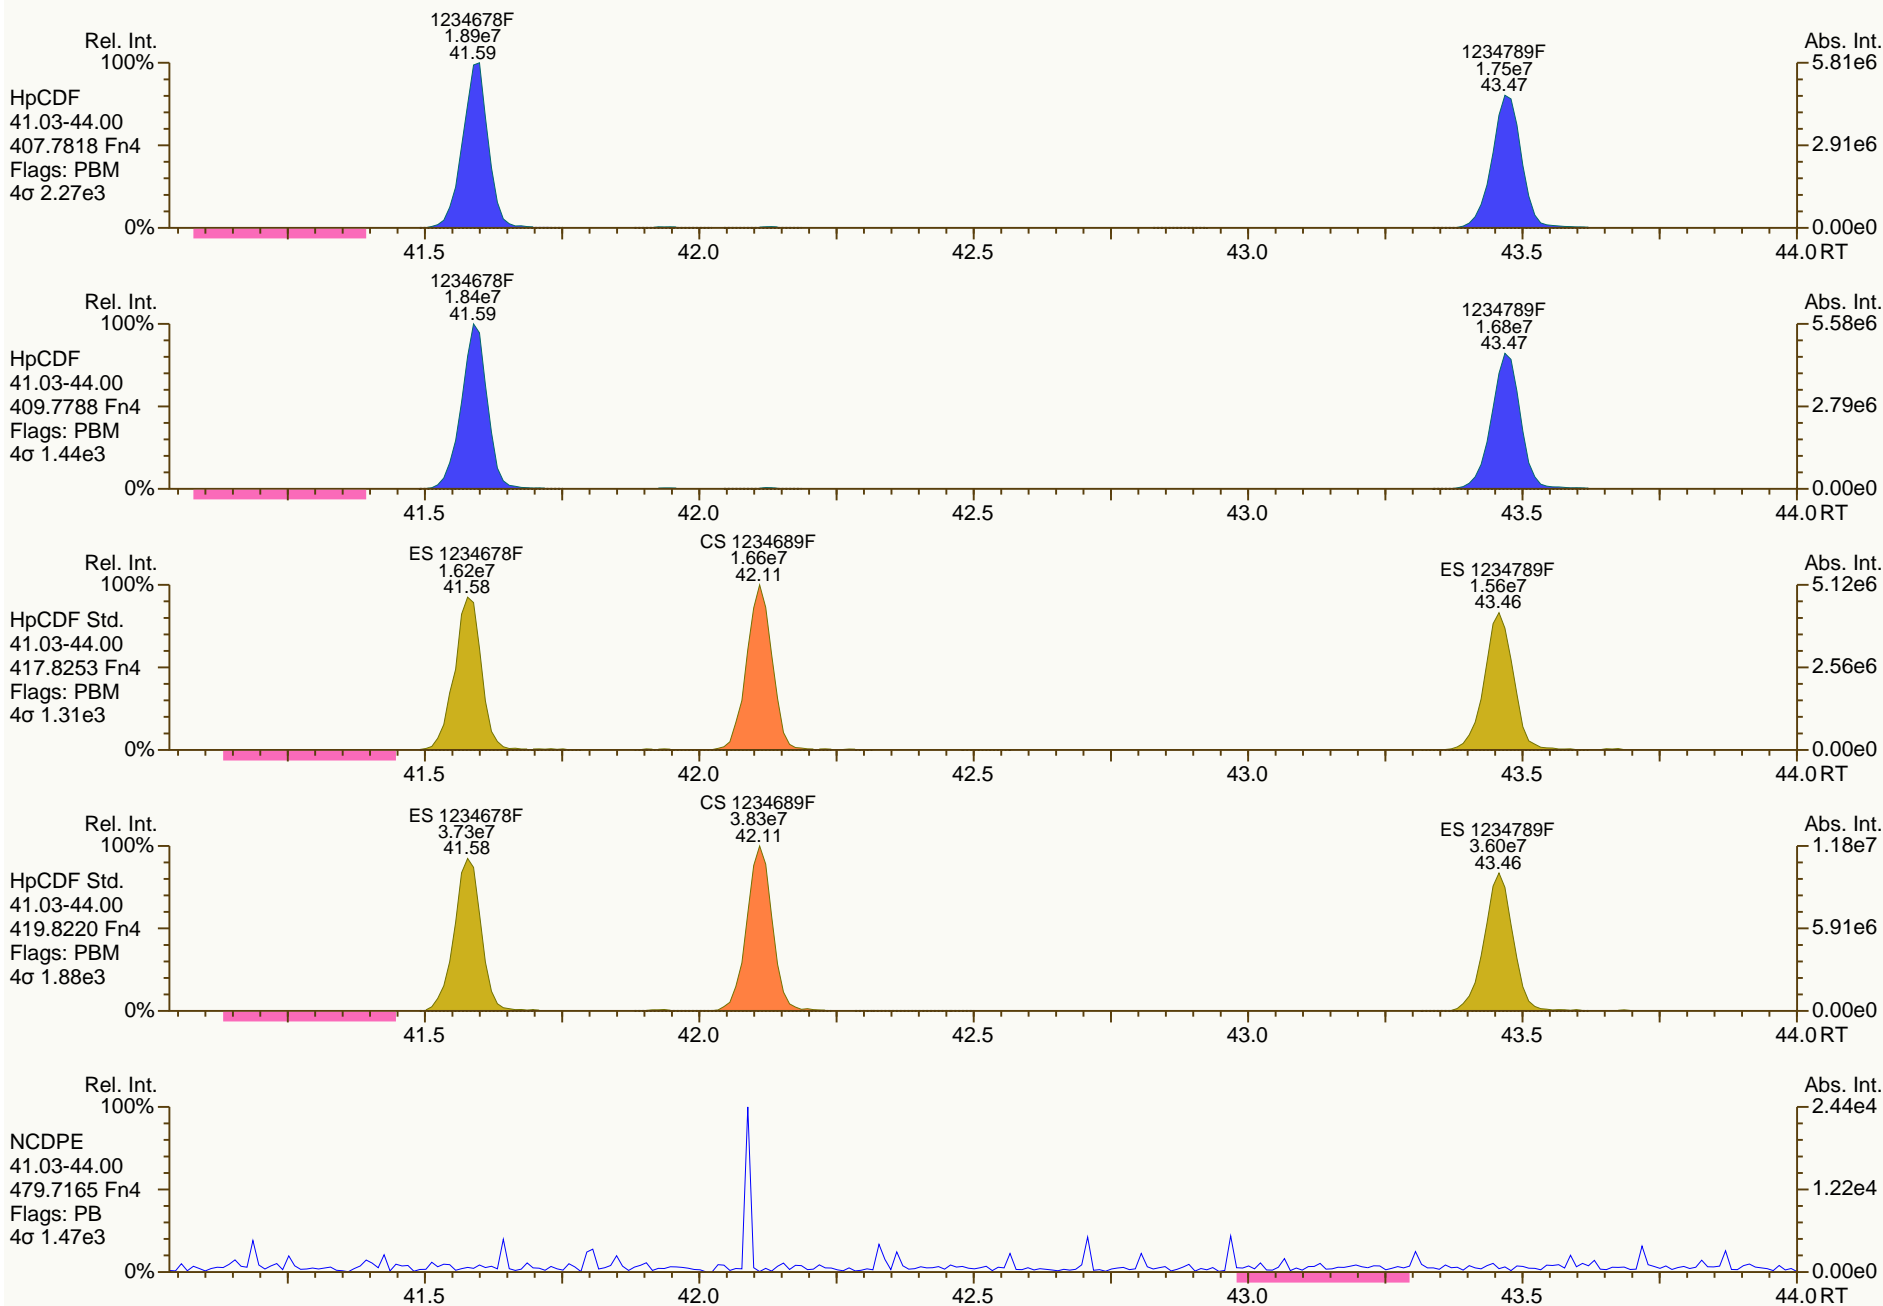 1234678F
1.89e7
41.59
1234789F
1.75e7
43.47
Rel. Int.
Abs. Int.
100%
5.81e6
HpCDF
41.03-44.00
407.7818 Fn4
Flags: PBM
4σ 2.27e3
2.91e6
0%
0.00e0
41.5 42.0 42.5 43.0 43.5 44.0 RT
1234678F
1.84e7
41.59
1234789F
1.68e7
43.47
Rel. Int.
Abs. Int.
100%
5.58e6
HpCDF
41.03-44.00
409.7788 Fn4
Flags: PBM
4σ 1.44e3
2.79e6
0%
0.00e0
41.5 42.0 42.5 43.0 43.5 44.0 RT
ES 1234678F
1.62e7
41.58
CS 1234689F
1.66e7
42.11
ES 1234789F
1.56e7
43.46
Rel. Int.
Abs. Int.
100%
5.12e6
HpCDF Std.
41.03-44.00
417.8253 Fn4
Flags: PBM
4σ 1.31e3
2.56e6
0%
0.00e0
41.5 42.0 42.5 43.0 43.5 44.0 RT
ES 1234678F
3.73e7
41.58
CS 1234689F
3.83e7
42.11
ES 1234789F
3.60e7
43.46
Rel. Int.
Abs. Int.
100%
1.18e7
HpCDF Std.
41.03-44.00
419.8220 Fn4
Flags: PBM
4σ 1.88e3
5.91e6
0%
0.00e0
41.5 42.0 42.5 43.0 43.5 44.0 RT
Rel. Int.
Abs. Int.
100%
2.44e4
NCDPE
41.03-44.00
479.7165 Fn4
Flags: PB
4σ 1.47e3
1.22e4
0%
0.00e0
41.5 42.0 42.5 43.0 43.5 44.0 RT